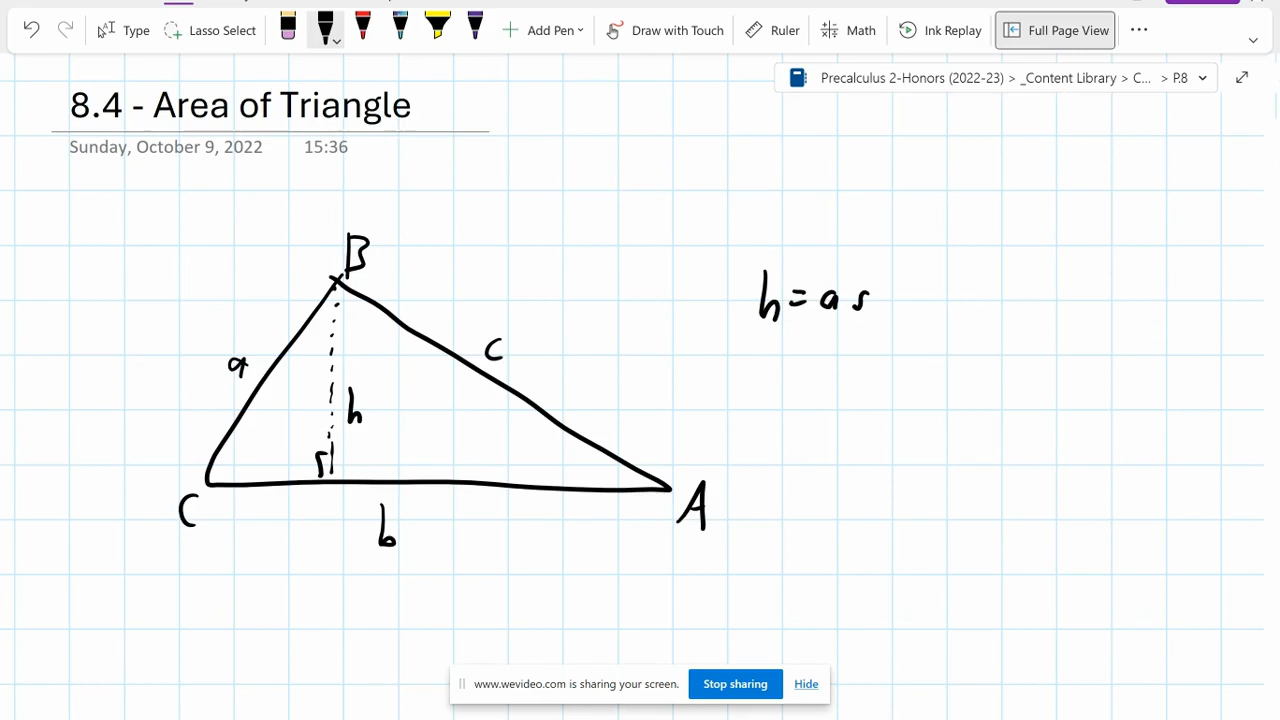 Type
Lasso Select
Add Pen
Draw with Touch
Ruler
Math
Ink Replay
Full Page View
Precalculus 2-Honors (2022-23) > _Content Library > C... > P.8
8.4 - Area of Triangle
Sunday, October 9, 2022 15:36
B
h = a s
a
c
h
C
A
b
www.wevideo.com is sharing your screen.
Stop sharing
Hide